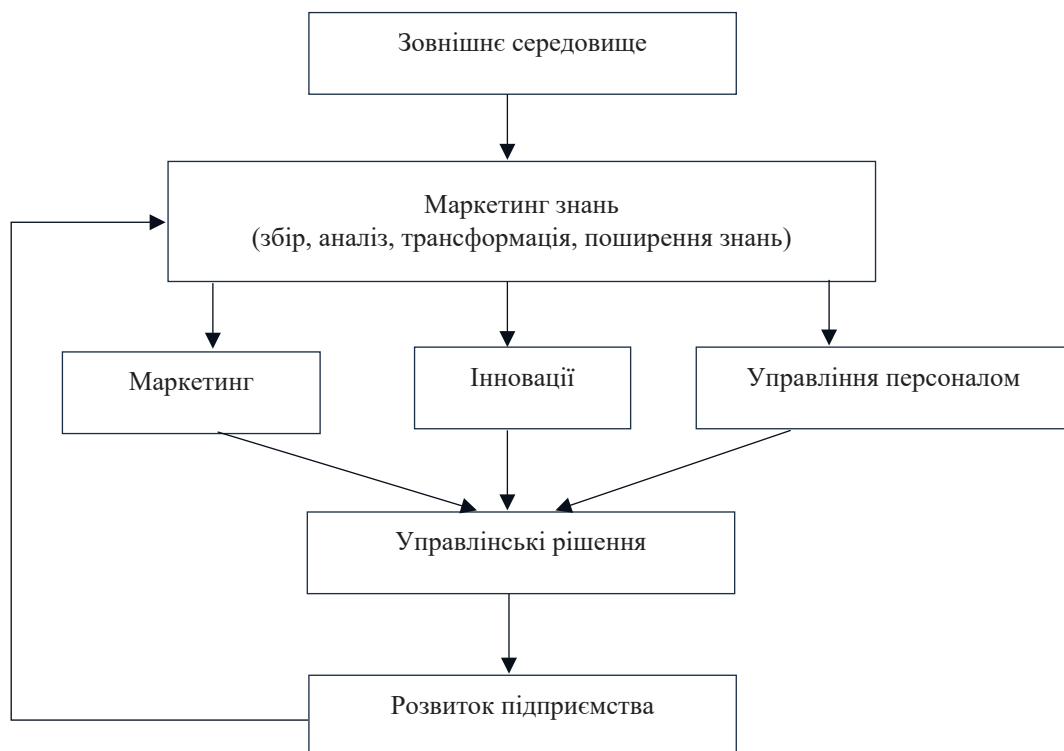 Зовнішнє середовище
Маркетинг знань
(збір, аналіз, трансформація, поширення знань)
Маркетинг
Інновації
Управління персоналом
Управлінські рішення
Розвиток підприємства